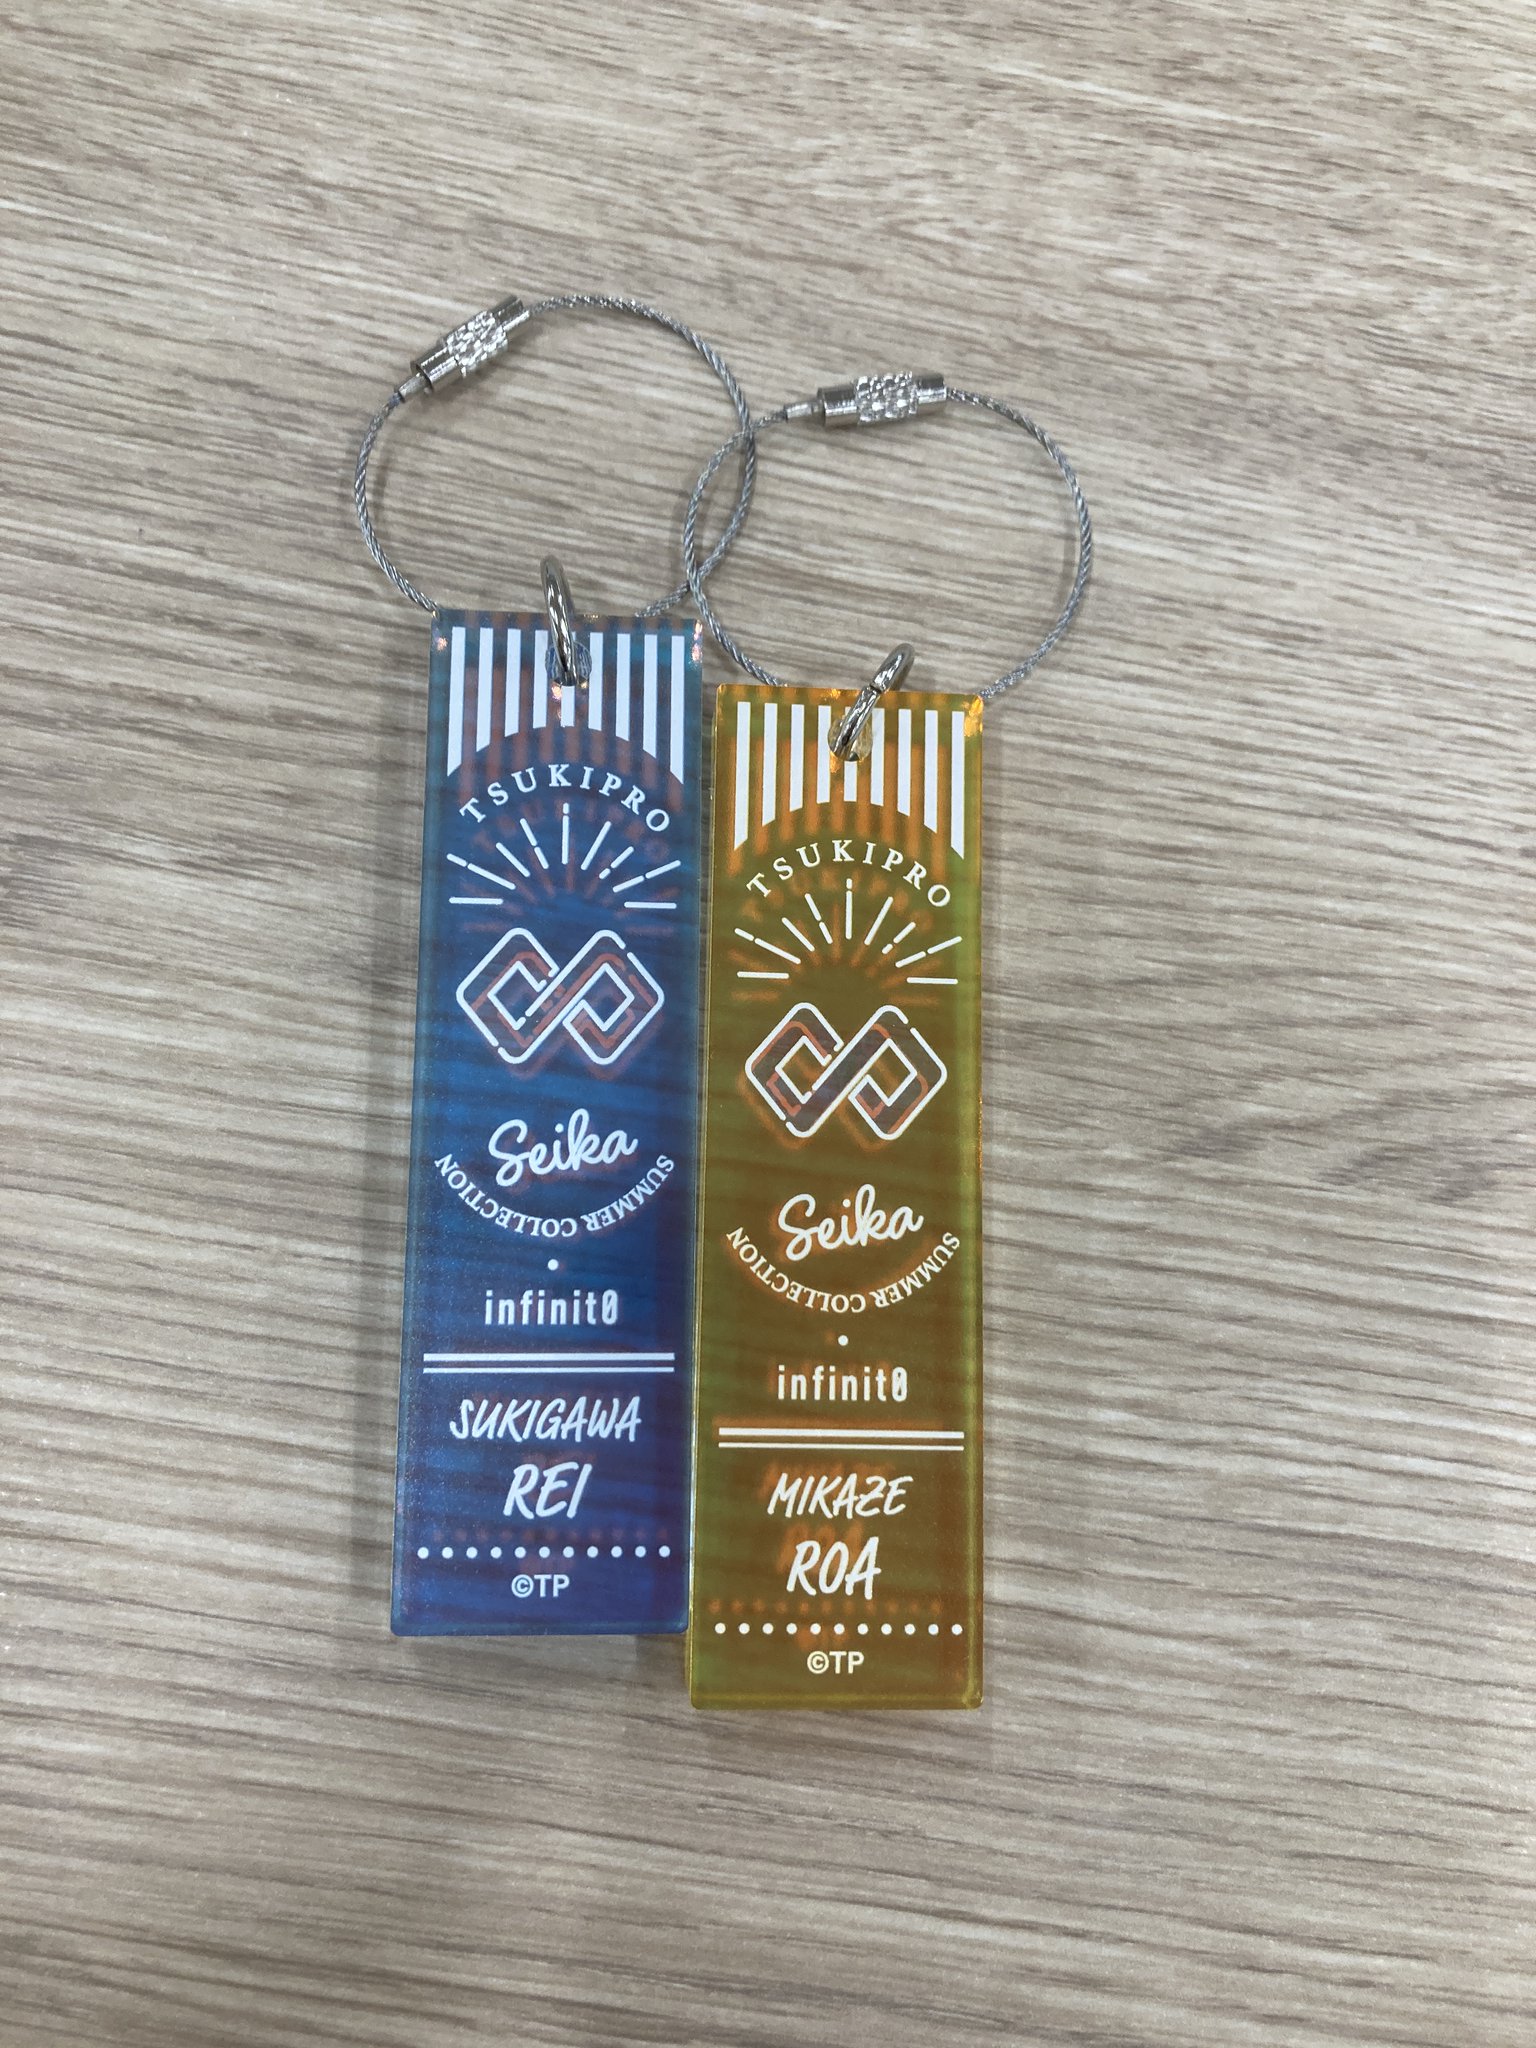 TSUKIPRO
Seika
SUMMER COLLECTION
infinit0
SUKIGAWA
REI
©TP
TSUKIPRO
Seika
SUMMER COLLECTION
infinit0
MIKAZE
ROA
©TP